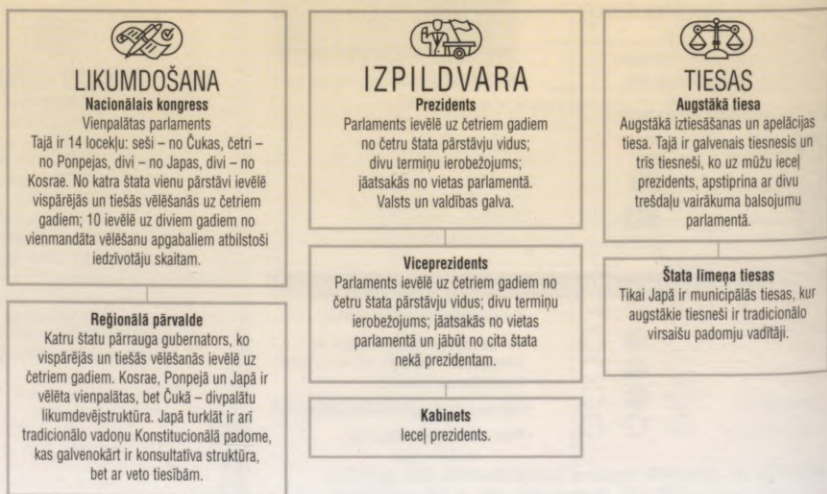 LIKUMDOŠANA
Nacionālais kongress
Vienpalātas parlaments
Tajā ir 14 locekļu: seši – no Čukas, četri –
no Ponpejas, divi – no Japas, divi – no
Kosrae. No katra štata vienu pārstāvi ievēlē
vispārējās un tiešās vēlēšanās uz četriem
gadiem; 10 ievēlē uz diviem gadiem no
vienmandāta vēlēšanu apgabaliem atbilstoši
iedzīvotāju skaitam.
Reģionālā pārvalde
Katru štatu pārrauga gubernators, ko
vispārējās un tiešās vēlēšanās ievēlē uz
četriem gadiem. Kosrae, Ponpejā un Japā ir
vēlēta vienpalātas, bet Čukā – divpalātu
likumdevējstruktūra. Japā turklāt ir arī
tradicionālo vadoņu Konstitucionālā padome,
kas galvenokārt ir konsultatīva struktūra,
bet ar veto tiesībām.
IZPILDVARA
Prezidents
Parlaments ievēlē uz četriem gadiem
no četru štata pārstāvju vidus;
divu termiņu ierobežojums;
jāatsakās no vietas parlamentā.
Valsts un valdības galva.
Viceprezidents
Parlaments ievēlē uz četriem gadiem no
četru štata pārstāvju vidus; divu termiņu
ierobežojums; jāatsakās no vietas
parlamentā un jābūt no cita štata
nekā prezidentam.
Kabinets
Ieceļ prezidents.
TIESAS
Augstākā tiesa
Augstākā iztiesāšanas un apelācijas
tiesa. Tajā ir galvenais tiesnesis un
trīs tiesneši, ko uz mūžu ieceļ
prezidents, apstiprina ar divu
trešdaļu vairākuma balsojumu
parlamentā.
Štata līmeņa tiesas
Tikai Japā ir municipālās tiesas, kur
augstākie tiesneši ir tradicionālo
virsaišu padomju vadītāji.